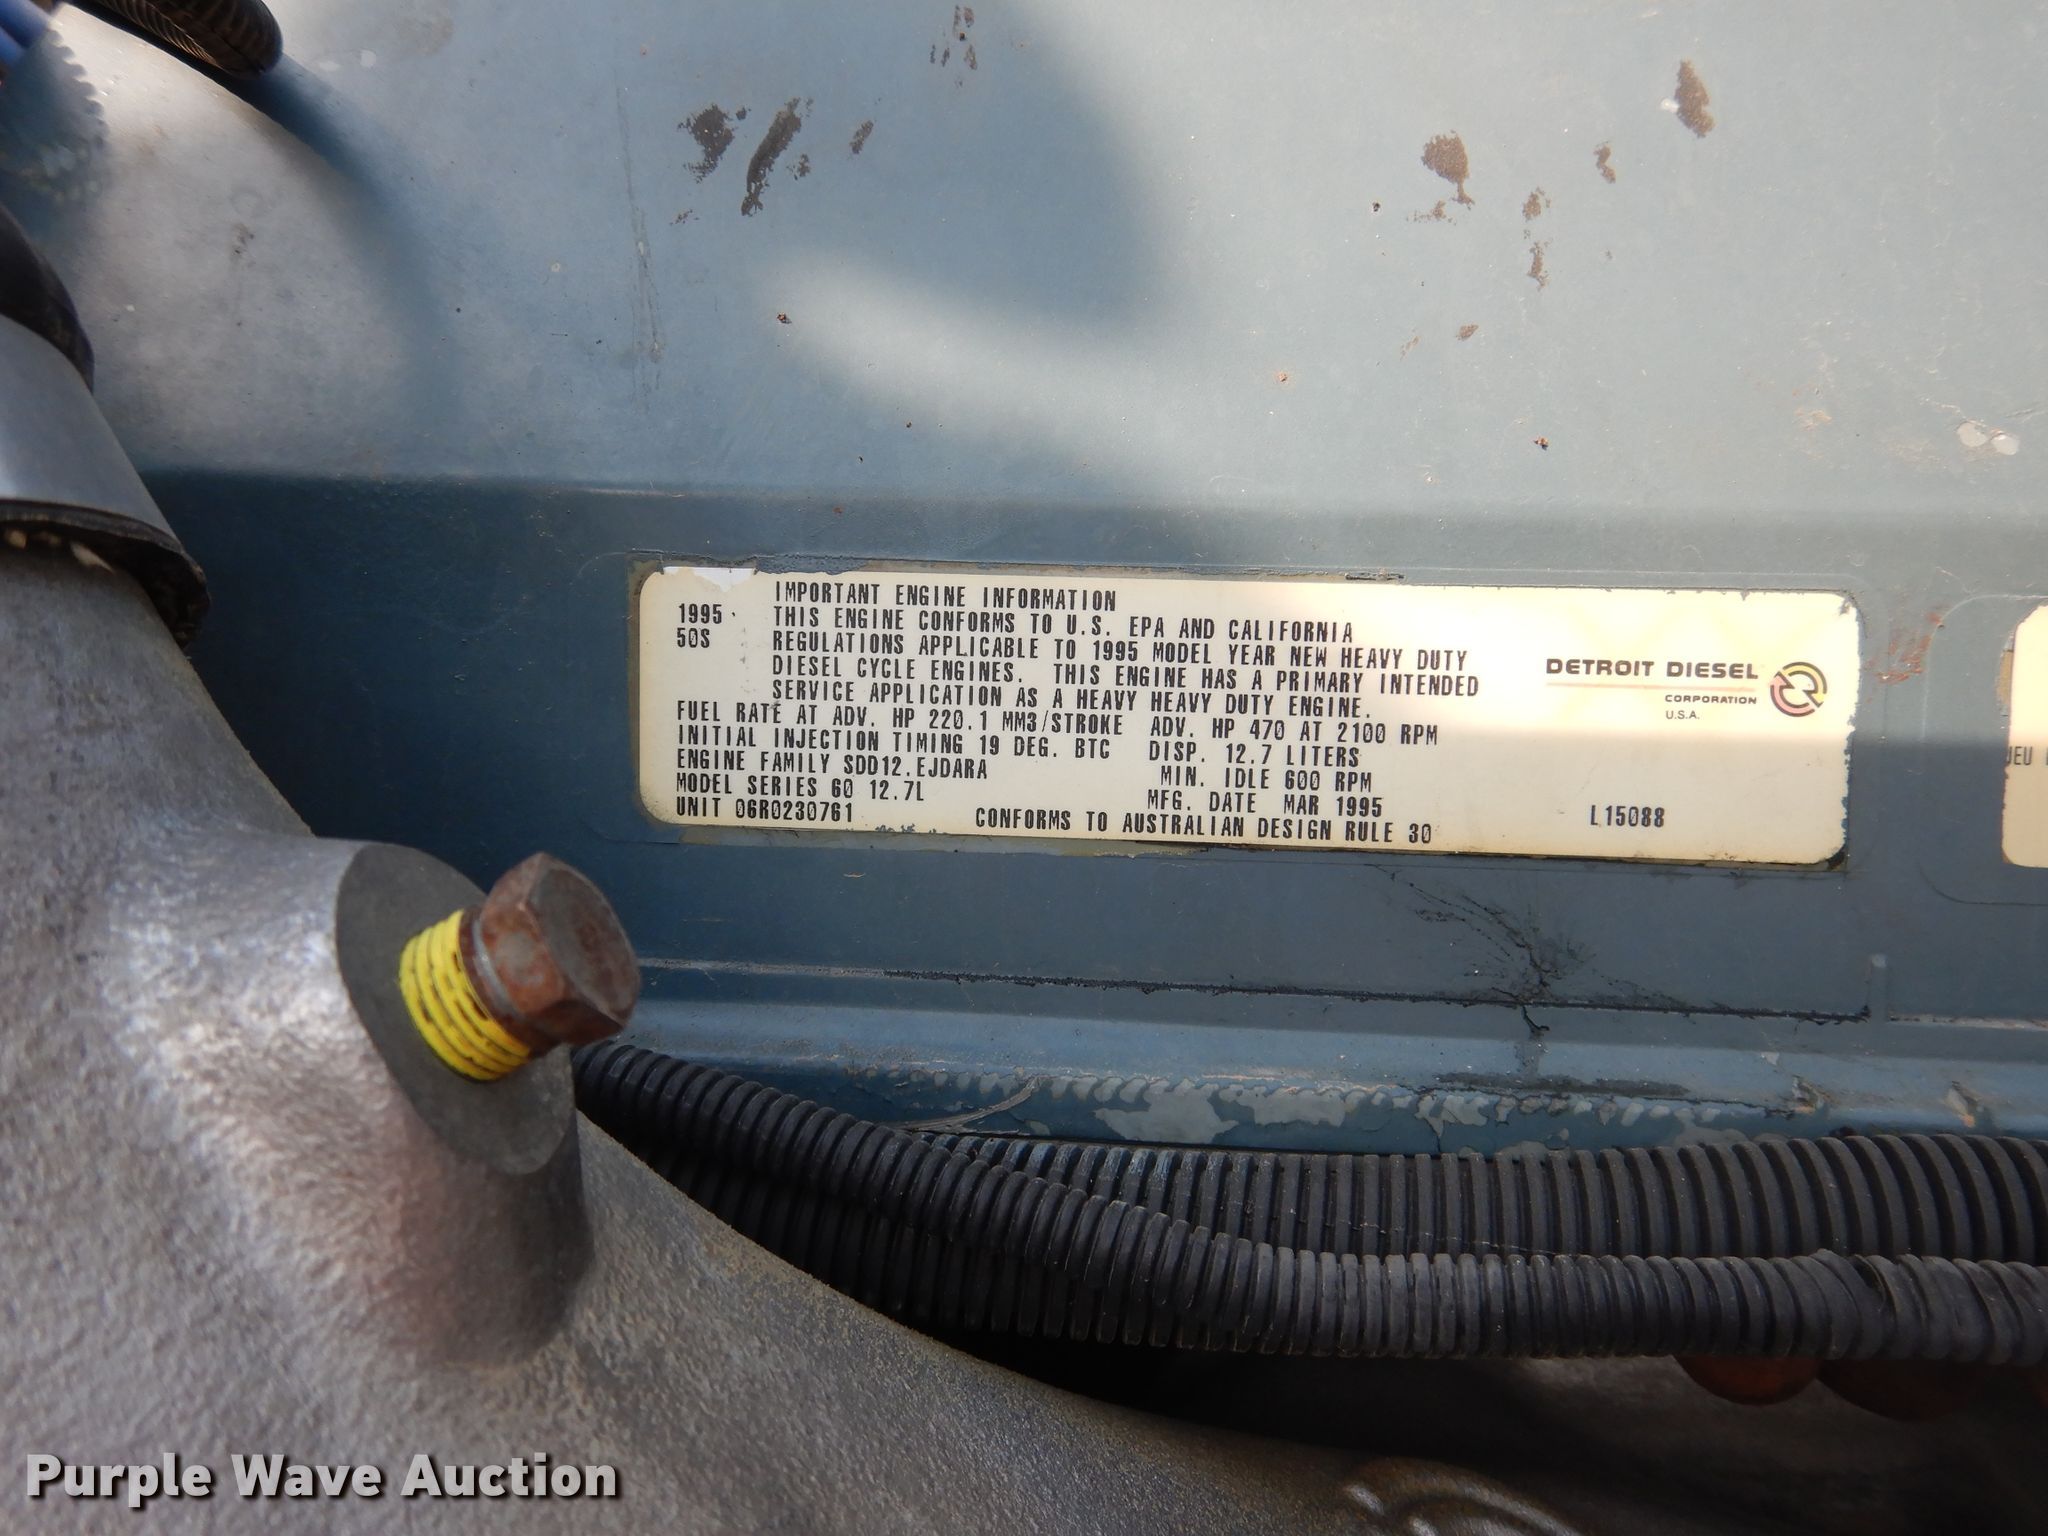 IMPORTANT ENGINE INFORMATION
1995 THIS ENGINE CONFORMS TO U.S. EPA AND CALIFORNIA
50S REGULATIONS APPLICABLE TO 1995 MODEL YEAR NEW HEAVY DUTY
DIESEL CYCLE ENGINES. THIS ENGINE HAS A PRIMARY INTENDED
SERVICE APPLICATION AS A HEAVY HEAVY DUTY ENGINE.
FUEL RATE AT ADV. HP 220.1 MM3/STROKE ADV. HP 470 AT 2100 RPM
INITIAL INJECTION TIMING 19 DEG. BTC DISP. 12.7 LITERS
ENGINE FAMILY SDD12.EJDARA MIN. IDLE 600 RPM
MODEL SERIES 60 12.7L MFG. DATE MAR 1995
UNIT 06R0230761 CONFORMS TO AUSTRALIAN DESIGN RULE 30
L15088
DETROIT DIESEL
CORPORATION
U.S.A.
Purple Wave Auction